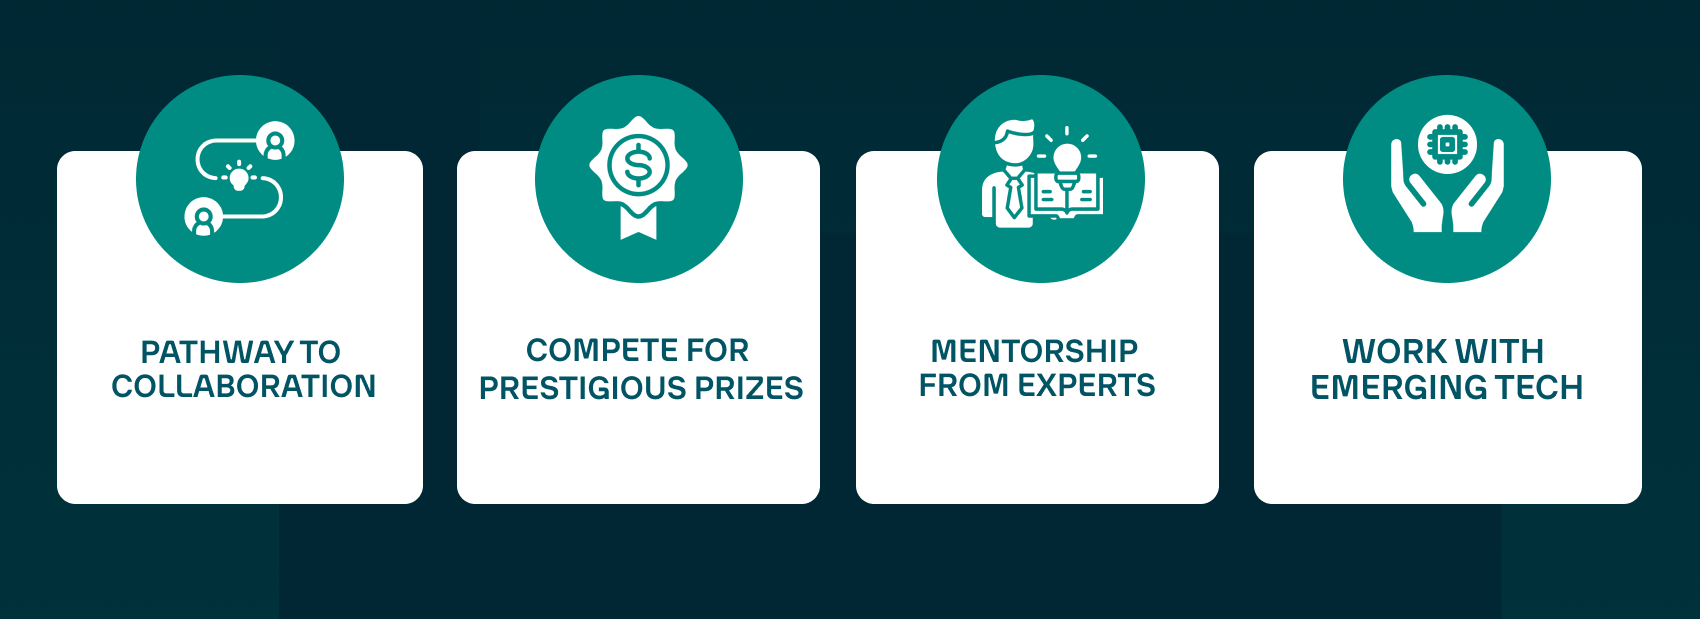 PATHWAY TO
COLLABORATION
COMPETE FOR
PRESTIGIOUS PRIZES
MENTORSHIP
FROM EXPERTS
WORK WITH
EMERGING TECH